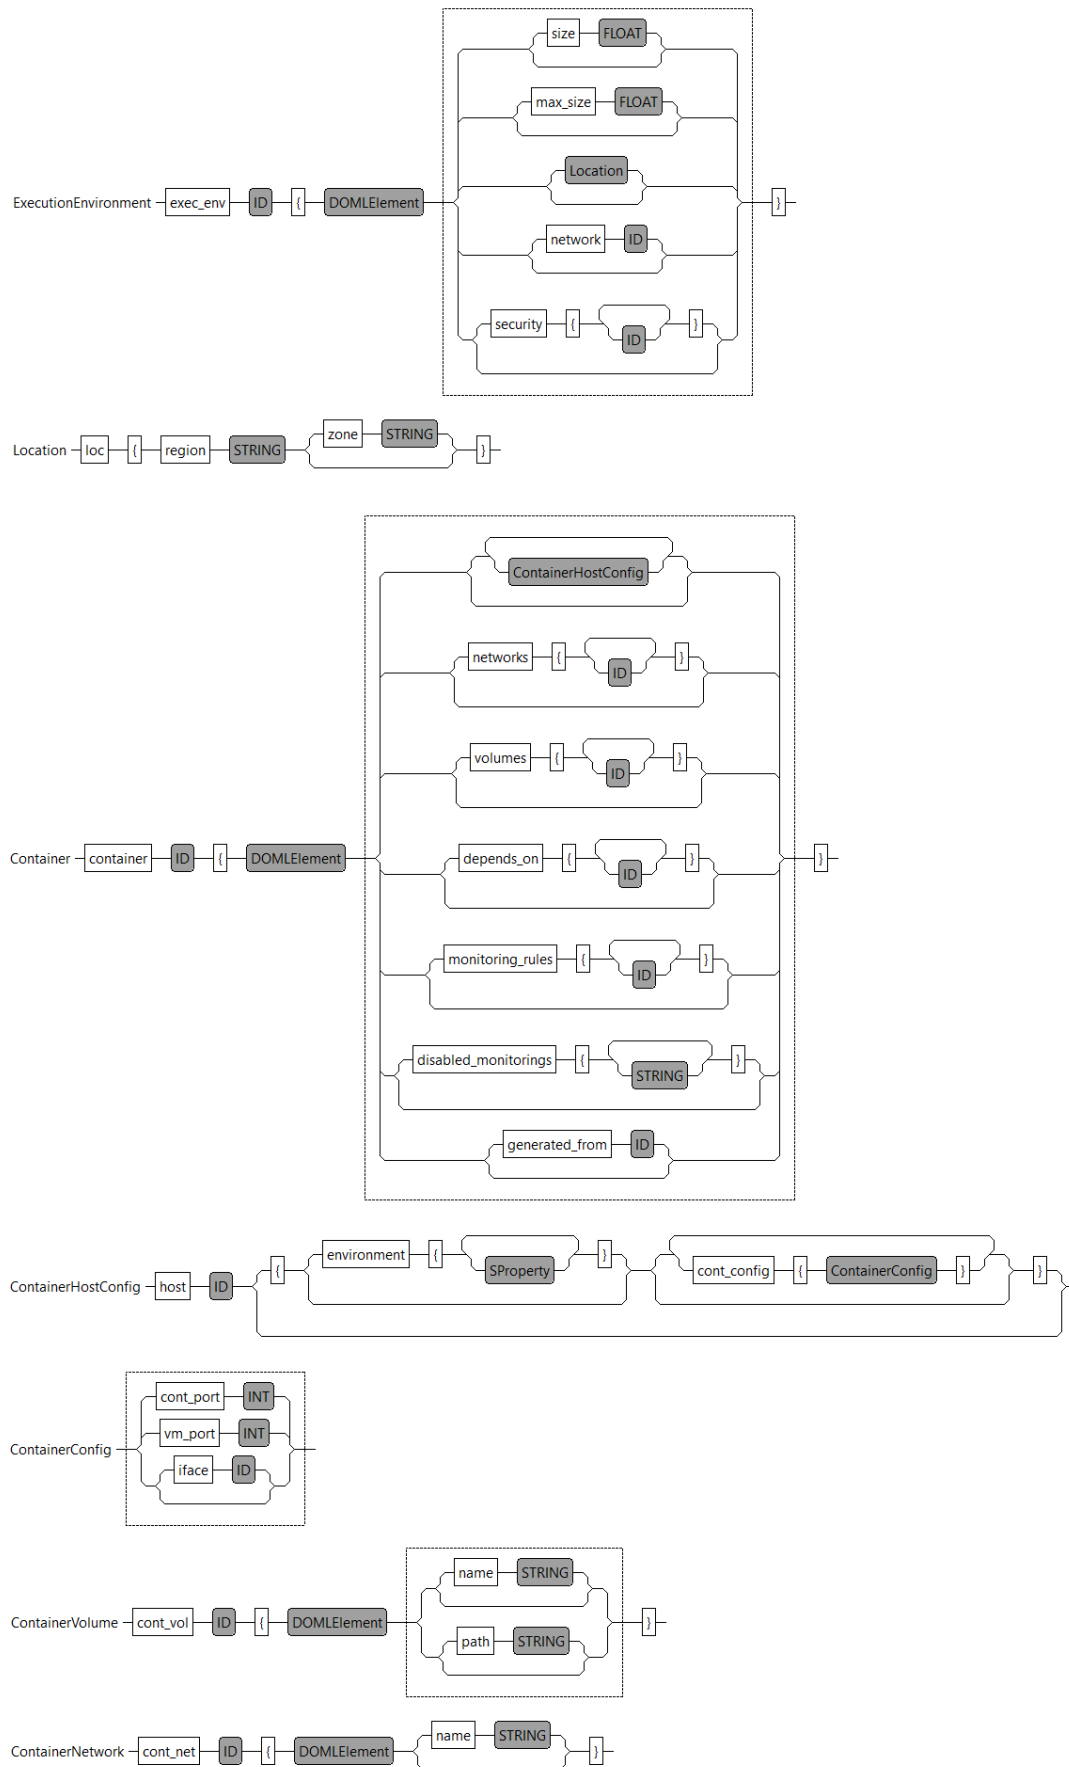 size FLOAT
max_size FLOAT
Location
ExecutionEnvironment exec_env ID { DOMLElement }
network ID
security { ID }
Location loc { region STRING zone STRING }
ContainerHostConfig
networks { ID }
volumes { ID }
Container container ID { DOMLElement depends_on { ID } }
monitoring_rules { ID }
disabled_monitorings { STRING }
generated_from ID
ContainerHostConfig host ID { environment { SProperty } cont_config { ContainerConfig } }
cont_port INT
vm_port INT
ContainerConfig
iface ID
name STRING
ContainerVolume cont_vol ID { DOMLElement }
path STRING
name STRING
ContainerNetwork cont_net ID { DOMLElement }